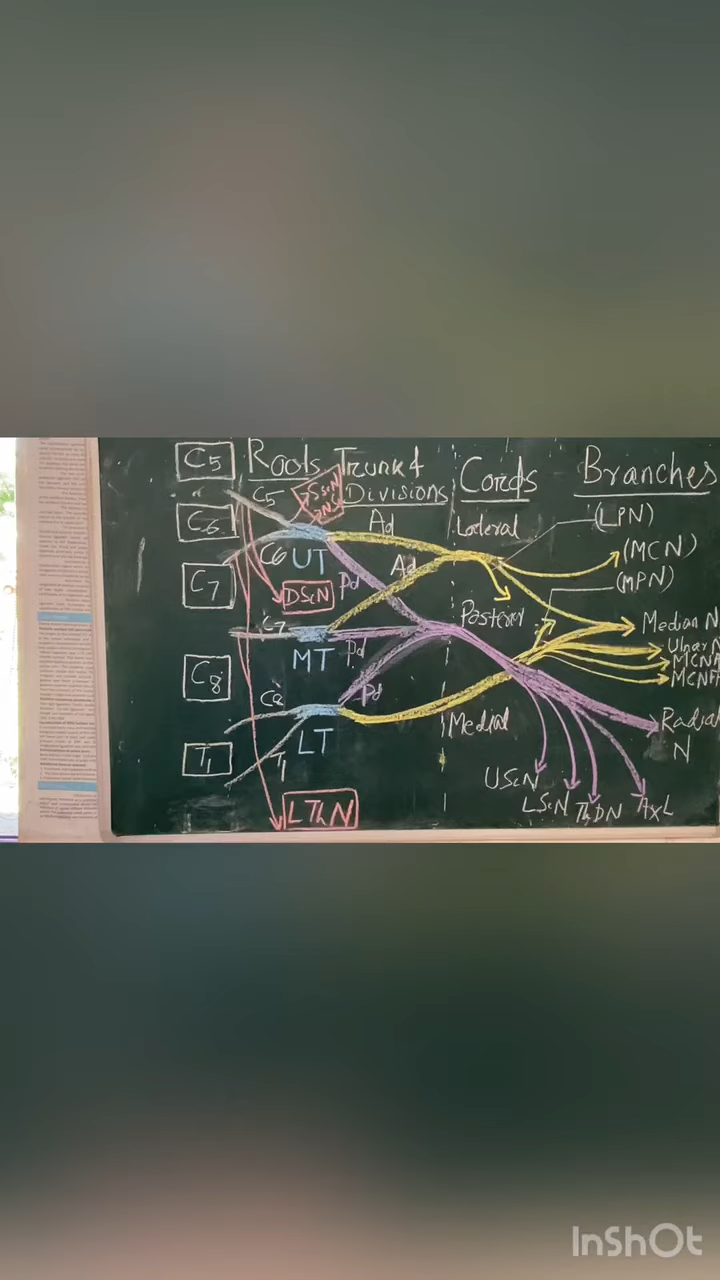 C5
Roots
Trunk &
Divisions
Cords
Branches
C5
SScN
C6
Ad
Lateral
(LPN)
C6
UT
Ad
(MCN)
C7
Pd
(MPN)
DScN
C7
Posterior
Median N
MT
Pd
Ulnar N
C8
Pd
C8
Medial
Radial
N
LT
T1
T1
UScN
LScN
ThDN
AxL
LThN
InShOt